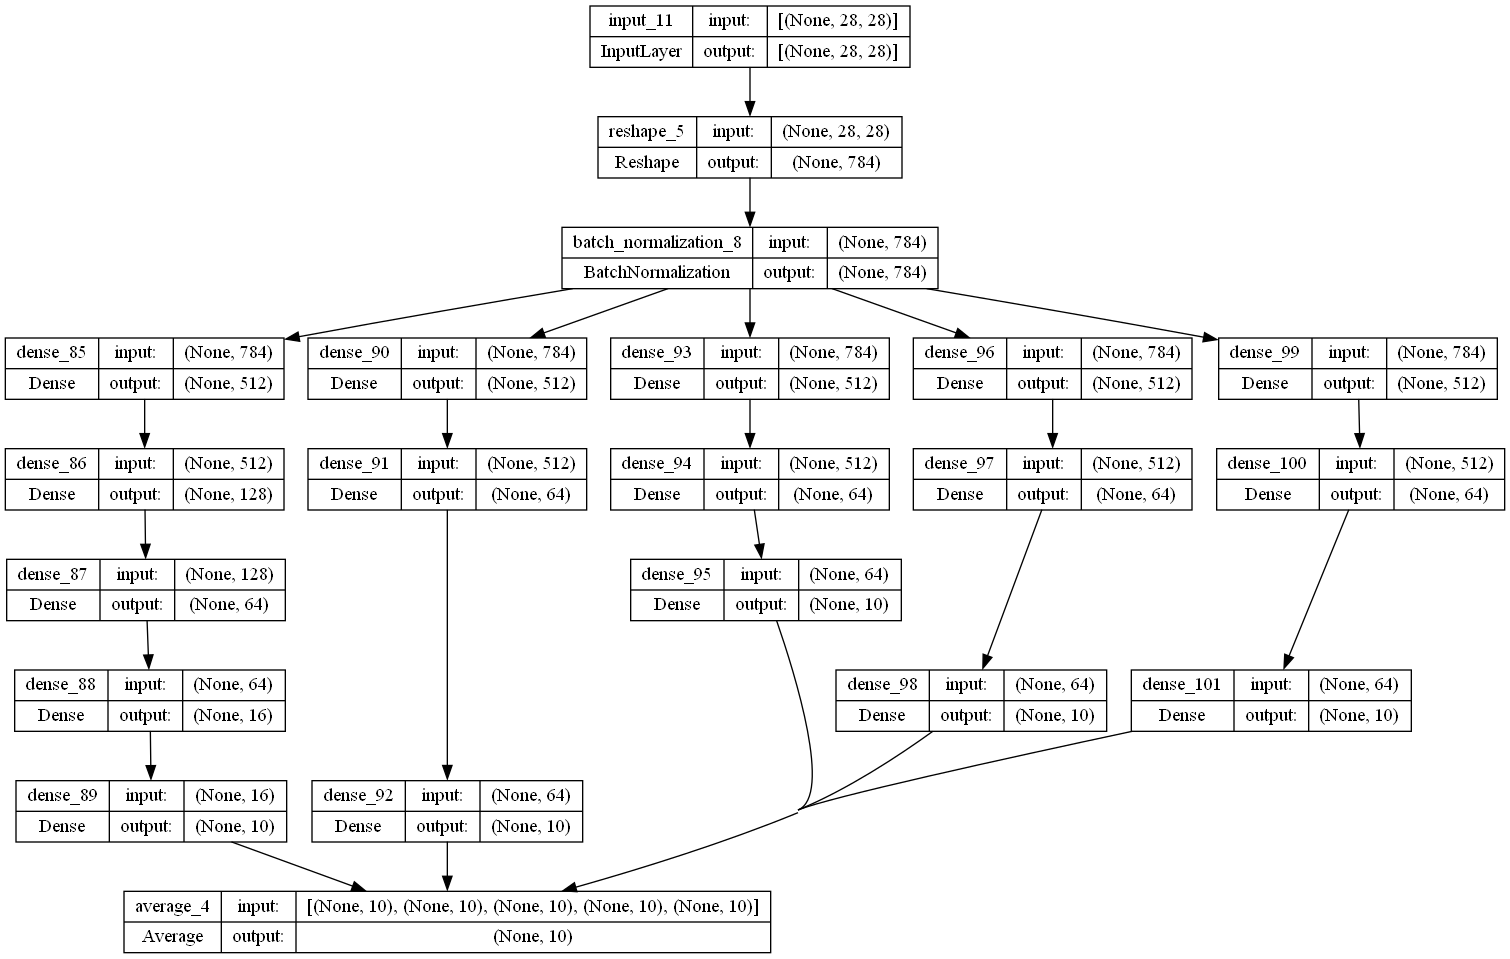 input_11 input: [(None, 28, 28)]
InputLayer output: [(None, 28, 28)]
reshape_5 input: (None, 28, 28)
Reshape output: (None, 784)
batch_normalization_8 input: (None, 784)
BatchNormalization output: (None, 784)
dense_85 input: (None, 784)
Dense output: (None, 512)
dense_90 input: (None, 784)
Dense output: (None, 512)
dense_93 input: (None, 784)
Dense output: (None, 512)
dense_96 input: (None, 784)
Dense output: (None, 512)
dense_99 input: (None, 784)
Dense output: (None, 512)
dense_86 input: (None, 512)
Dense output: (None, 128)
dense_91 input: (None, 512)
Dense output: (None, 64)
dense_94 input: (None, 512)
Dense output: (None, 64)
dense_97 input: (None, 512)
Dense output: (None, 64)
dense_100 input: (None, 512)
Dense output: (None, 64)
dense_87 input: (None, 128)
Dense output: (None, 64)
dense_95 input: (None, 64)
Dense output: (None, 10)
dense_88 input: (None, 64)
Dense output: (None, 16)
dense_98 input: (None, 64)
Dense output: (None, 10)
dense_101 input: (None, 64)
Dense output: (None, 10)
dense_89 input: (None, 16)
Dense output: (None, 10)
dense_92 input: (None, 64)
Dense output: (None, 10)
average_4 input: [(None, 10), (None, 10), (None, 10), (None, 10), (None, 10)]
Average output: (None, 10)